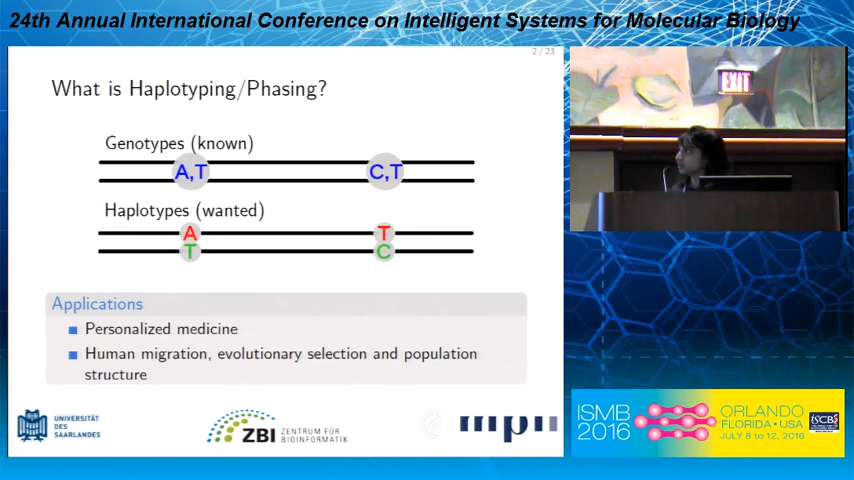 24th Annual International Conference on Intelligent Systems for Molecular Biology
2 / 23
What is Haplotyping/Phasing?
Genotypes (known)
A,T C,T
Haplotypes (wanted)
A T
T C
Applications
Personalized medicine
Human migration, evolutionary selection and population
structure
UNIVERSITÄT
DES
SAARLANDES
ZBI ZENTRUM FÜR
BIOINFORMATIK
mpii
EXIT
ISMB
2016
ORLANDO
FLORIDA • USA
JULY 8 to 12, 2016
ISCB